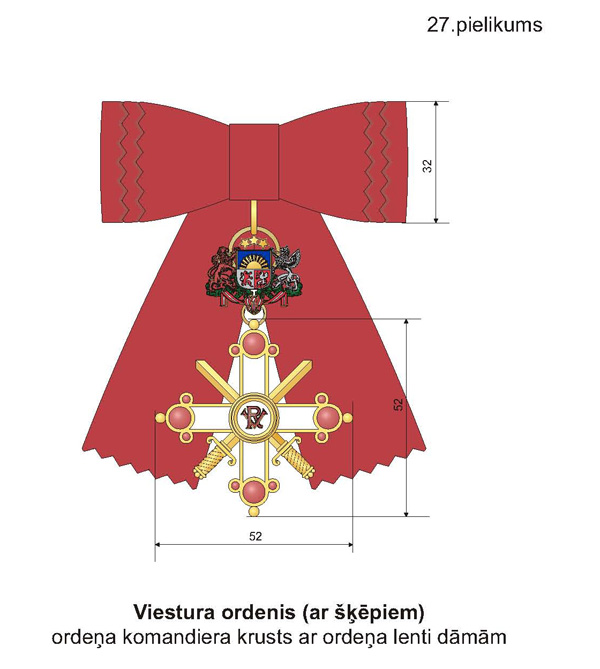 27.pielikums
32
52
52
Viestura ordenis (ar šķēpiem)
ordeņa komandiera krusts ar ordeņa lenti dāmām